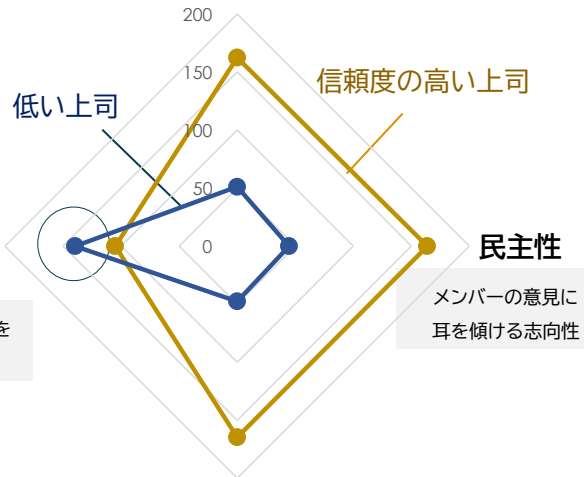 200
150
信頼度の高い上司
低い上司
100
50
0
民主性
メンバーの意見に
耳を傾ける志向性
を